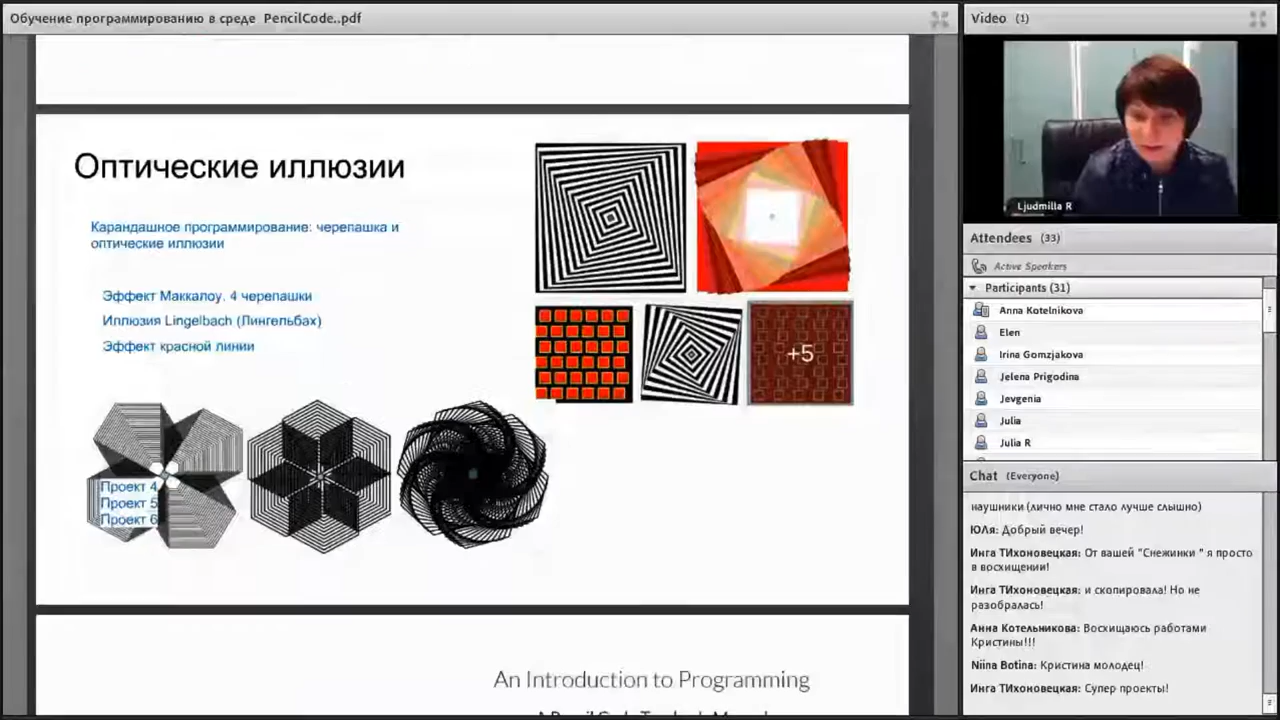 Обучение программированию в среде PencilCode..pdf
Оптические иллюзии
Карандашное программирование: черепашка и
оптические иллюзии
Эффект Маккалоу. 4 черепашки
Иллюзия Lingelbach (Лингельбах)
Эффект красной линии
+5
Проект 4
Проект 5
Проект 6
An Introduction to Programming
Video (1)
Ljudmilla R
Attendees (33)
Active Speakers
Participants (31)
Anna Kotelnikova
Elen
Irina Gomzjakova
Jelena Prigodina
Jevgenia
Julia
Julia R
Chat (Everyone)
наушники (лично мне стало лучше слышно)
ЮЛя: Добрый вечер!
Инга ТИхоновецкая: От вашей "Снежинки " я просто
в восхищении!
Инга ТИхоновецкая: и скопировала! Но не
разобралась!
Анна Котельникова: Восхищаюсь работами
Кристины!!!
Niina Botina: Кристина молодец!
Инга ТИхоновецкая: Супер проекты!